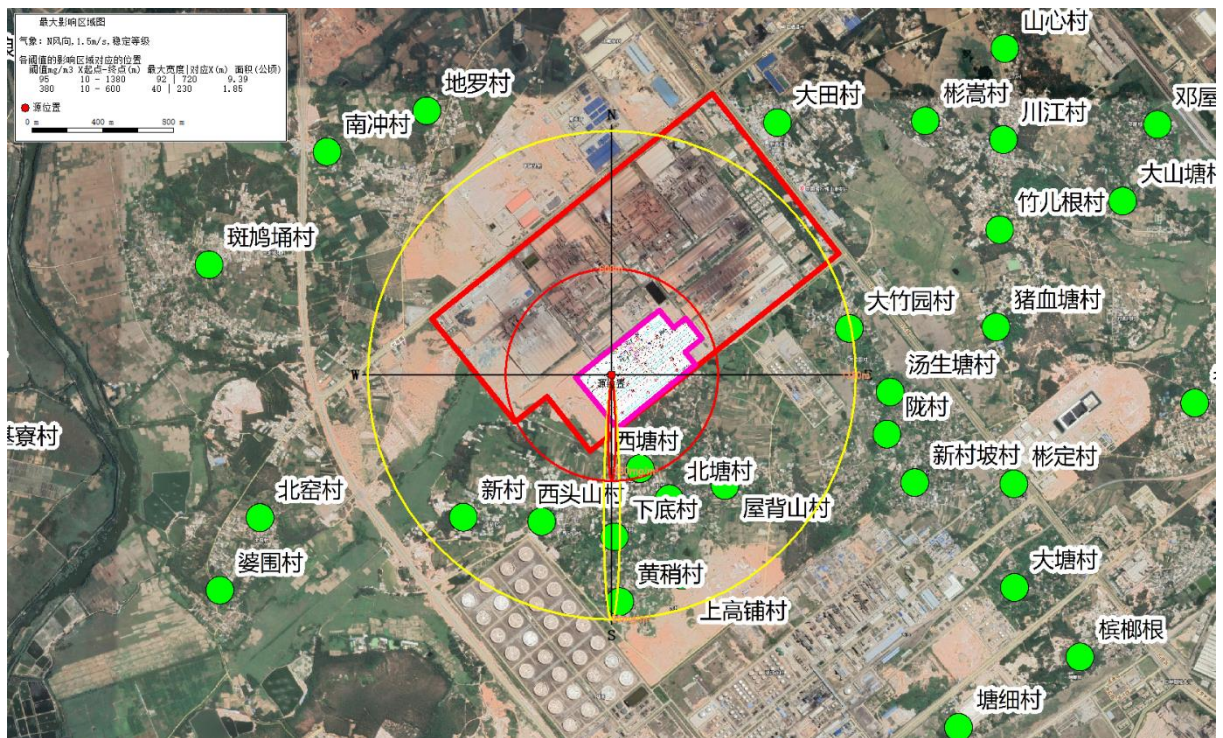 最大影响区域图
气象: N风向,1.5m/s,稳定等级
各阈值的影响区域对应的位置
阈值mg/m3 X起点-终点(m) 最大宽度|对应X(m) 面积(公顷)
95 10 - 1380 92 | 720 9.39
380 10 - 600 40 | 230 1.85
源位置
0 m 400 m 800 m
山心村
地罗村
大田村
彬嵩村
川江村
邓屋
南冲村
N
大山塘村
竹儿根村
斑鸠埇村
大竹园村
猪血塘村
汤生塘村
W
源位置
陇村
基寮村
西塘村
北塘村
新村坡村
彬定村
北窑村
新村
西头山村
下底村
屋背山村
婆围村
黄稍村
大塘村
上高铺村
S
槟榔根
塘细村